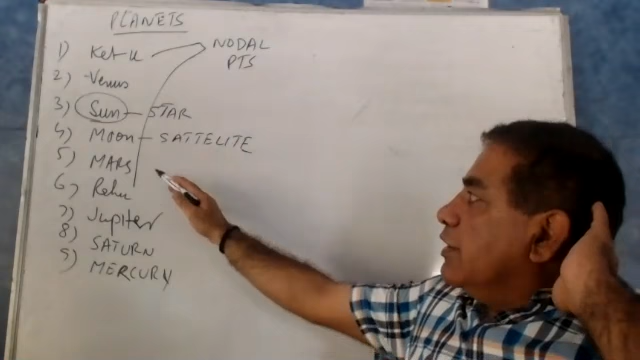 PLANETS
1) Ketu NODAL
PTS
2) Venus
3) Sun - STAR
4) Moon - SATTELITE
5) MARS
6) Rahu
7) Jupiter
8) SATURN
9) MERCURY